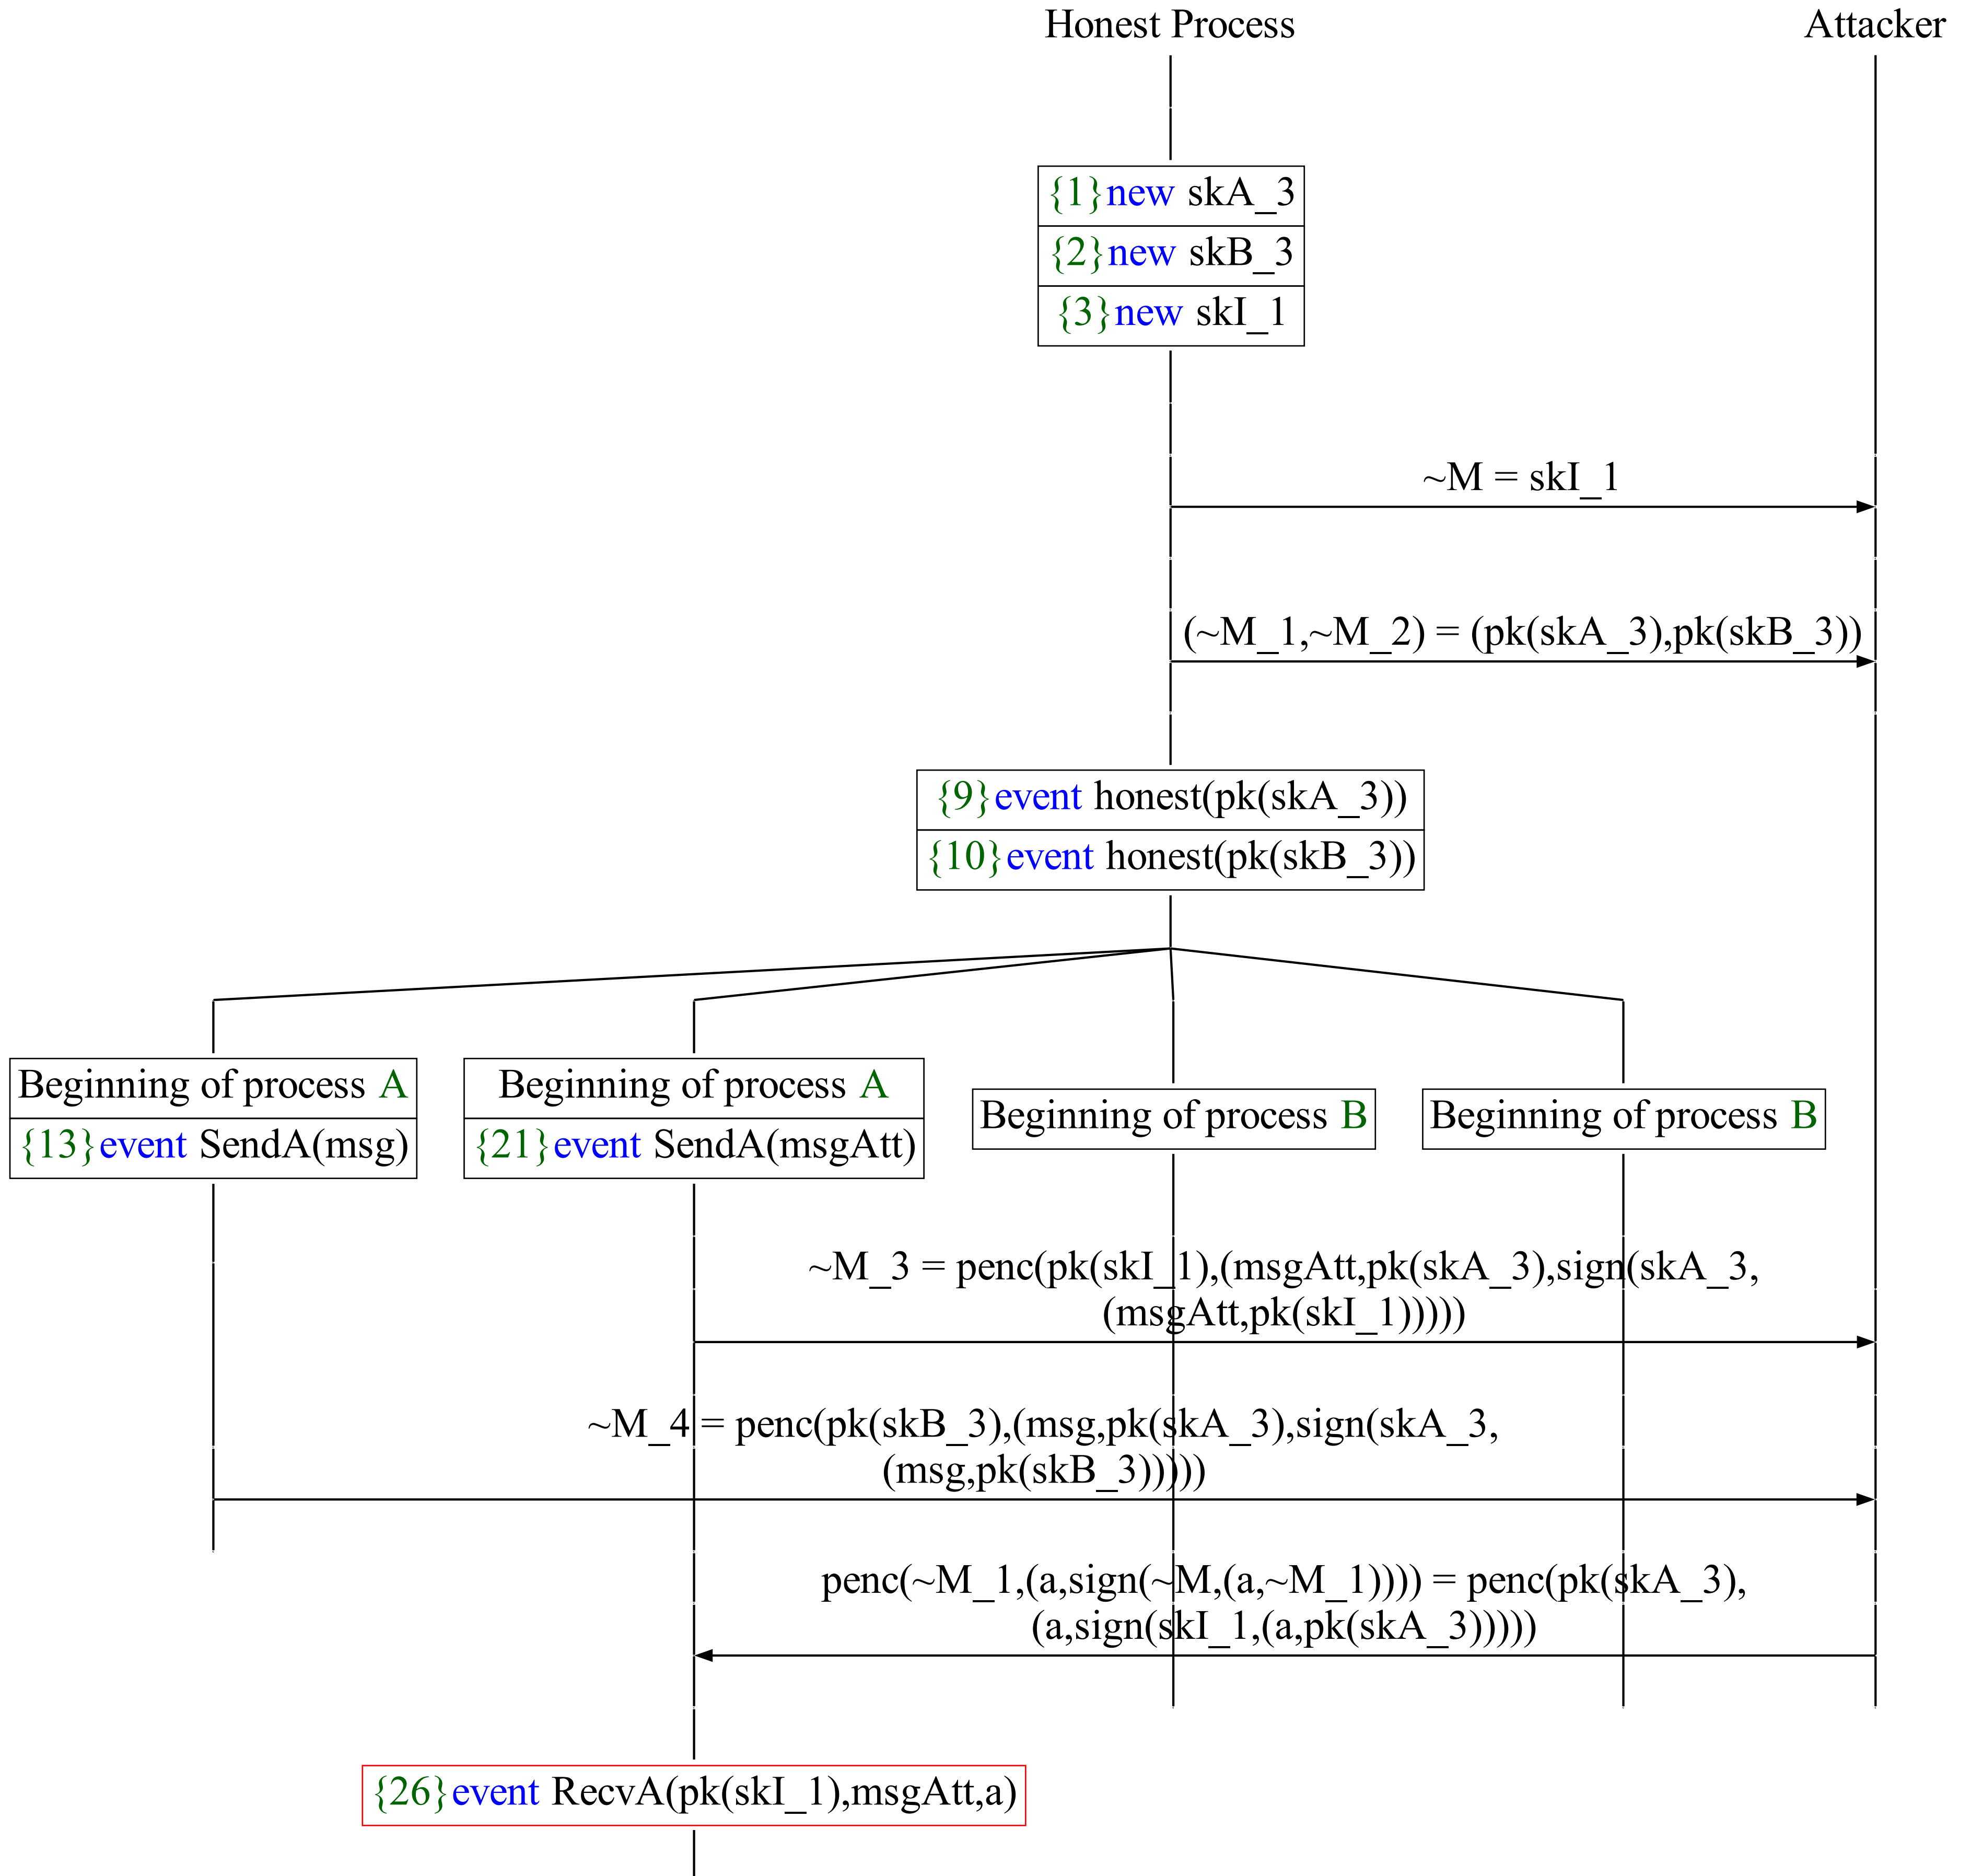 Honest Process
Attacker
{1}new skA_3
{2}new skB_3
{3}new skI_1
~M = skI_1
(~M_1,~M_2) = (pk(skA_3),pk(skB_3))
{9}event honest(pk(skA_3))
{10}event honest(pk(skB_3))
Beginning of process A
{13}event SendA(msg)
Beginning of process A
{21}event SendA(msgAtt)
Beginning of process B
Beginning of process B
~M_3 = penc(pk(skI_1),(msgAtt,pk(skA_3),sign(skA_3,
(msgAtt,pk(skI_1)))))
~M_4 = penc(pk(skB_3),(msg,pk(skA_3),sign(skA_3,
(msg,pk(skB_3)))))
penc(~M_1,(a,sign(~M,(a,~M_1)))) = penc(pk(skA_3),
(a,sign(skI_1,(a,pk(skA_3)))))
{26}event RecvA(pk(skI_1),msgAtt,a)